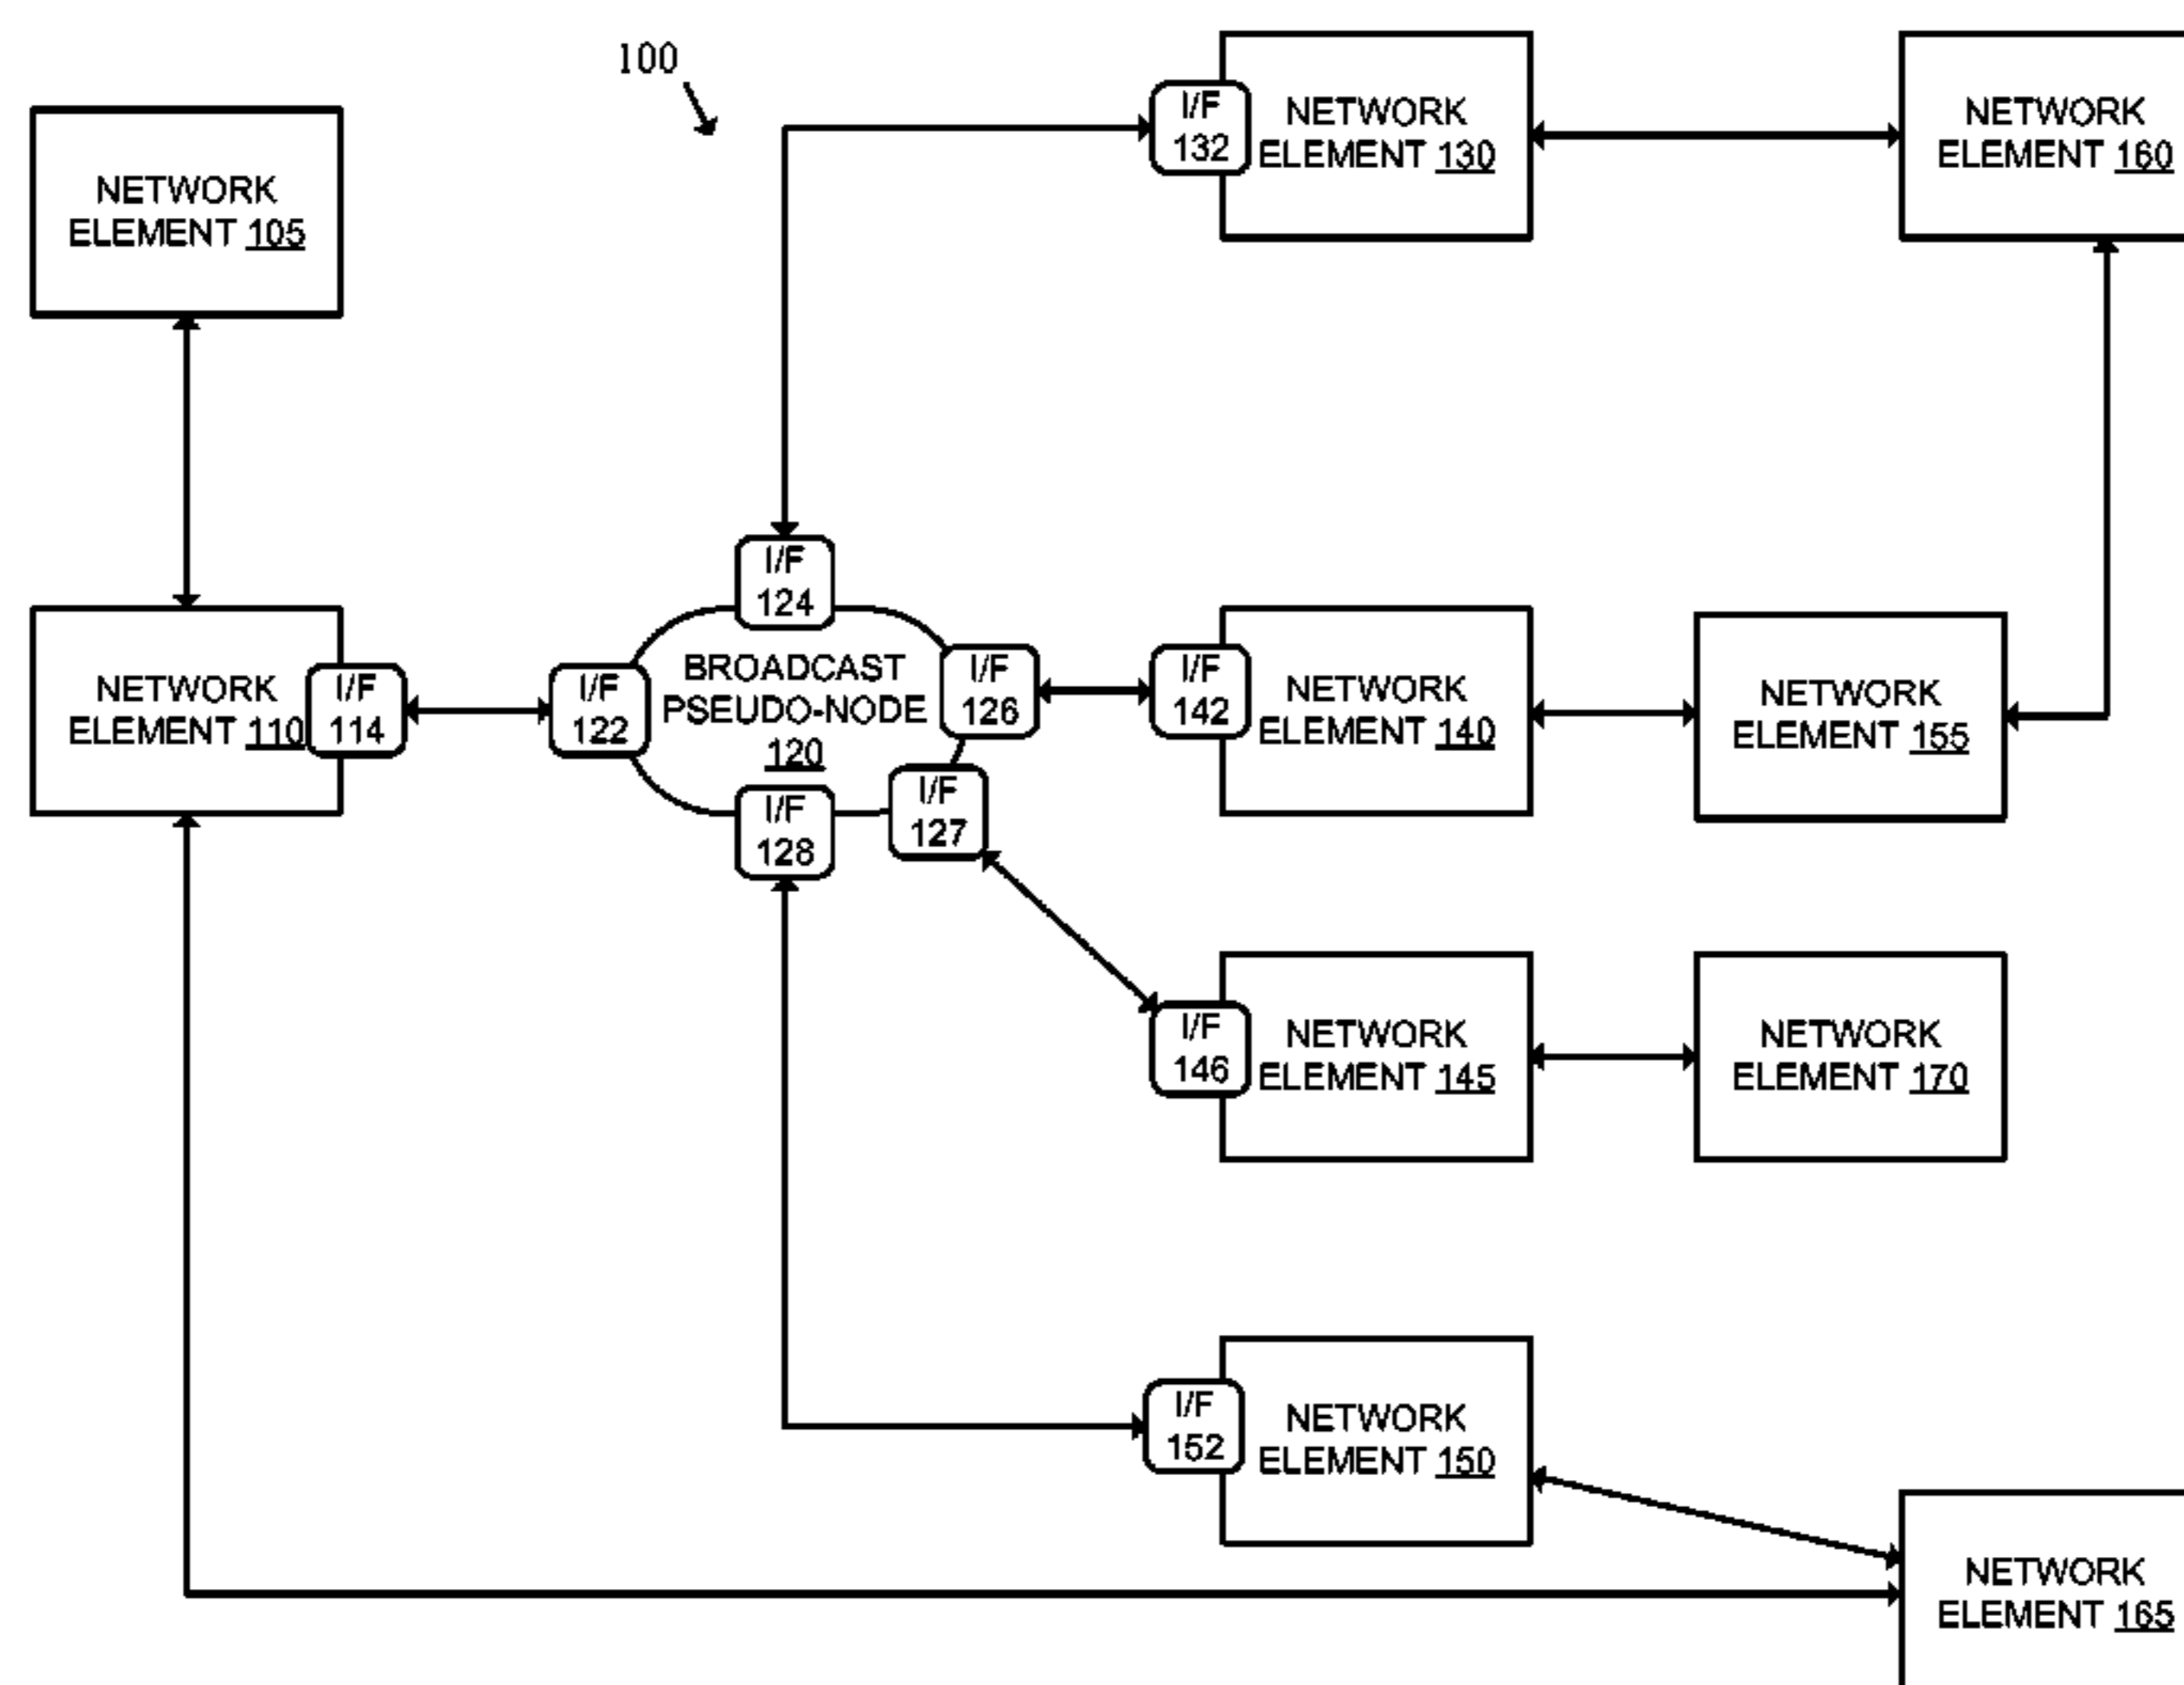 100
I/F
132
NETWORK
ELEMENT 130
NETWORK
ELEMENT 160
NETWORK
ELEMENT 105
I/F
124
NETWORK
ELEMENT 110
I/F
114
I/F
122
BROADCAST
PSEUDO-NODE
120
I/F
126
I/F
142
NETWORK
ELEMENT 140
NETWORK
ELEMENT 155
I/F
128
I/F
127
I/F
146
NETWORK
ELEMENT 145
NETWORK
ELEMENT 170
I/F
152
NETWORK
ELEMENT 150
NETWORK
ELEMENT 165